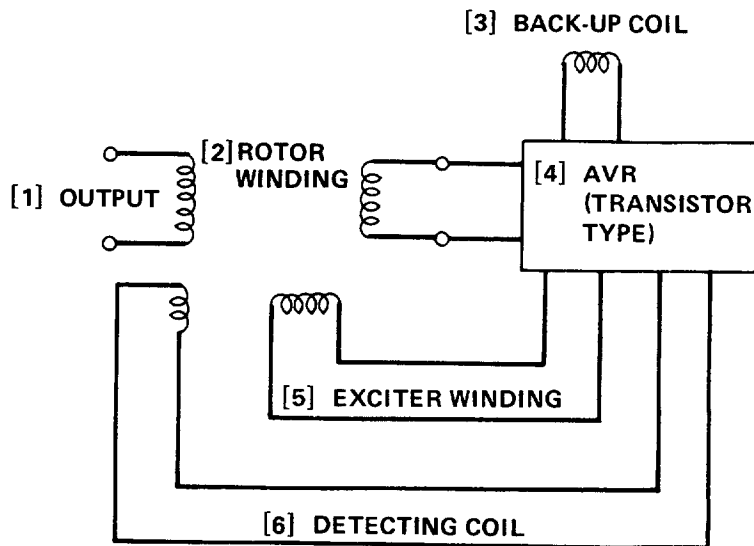 [3] BACK-UP COIL
[2] ROTOR
WINDING
[4] AVR
(TRANSISTOR
TYPE)
[1] OUTPUT
[5] EXCITER WINDING
[6] DETECTING COIL